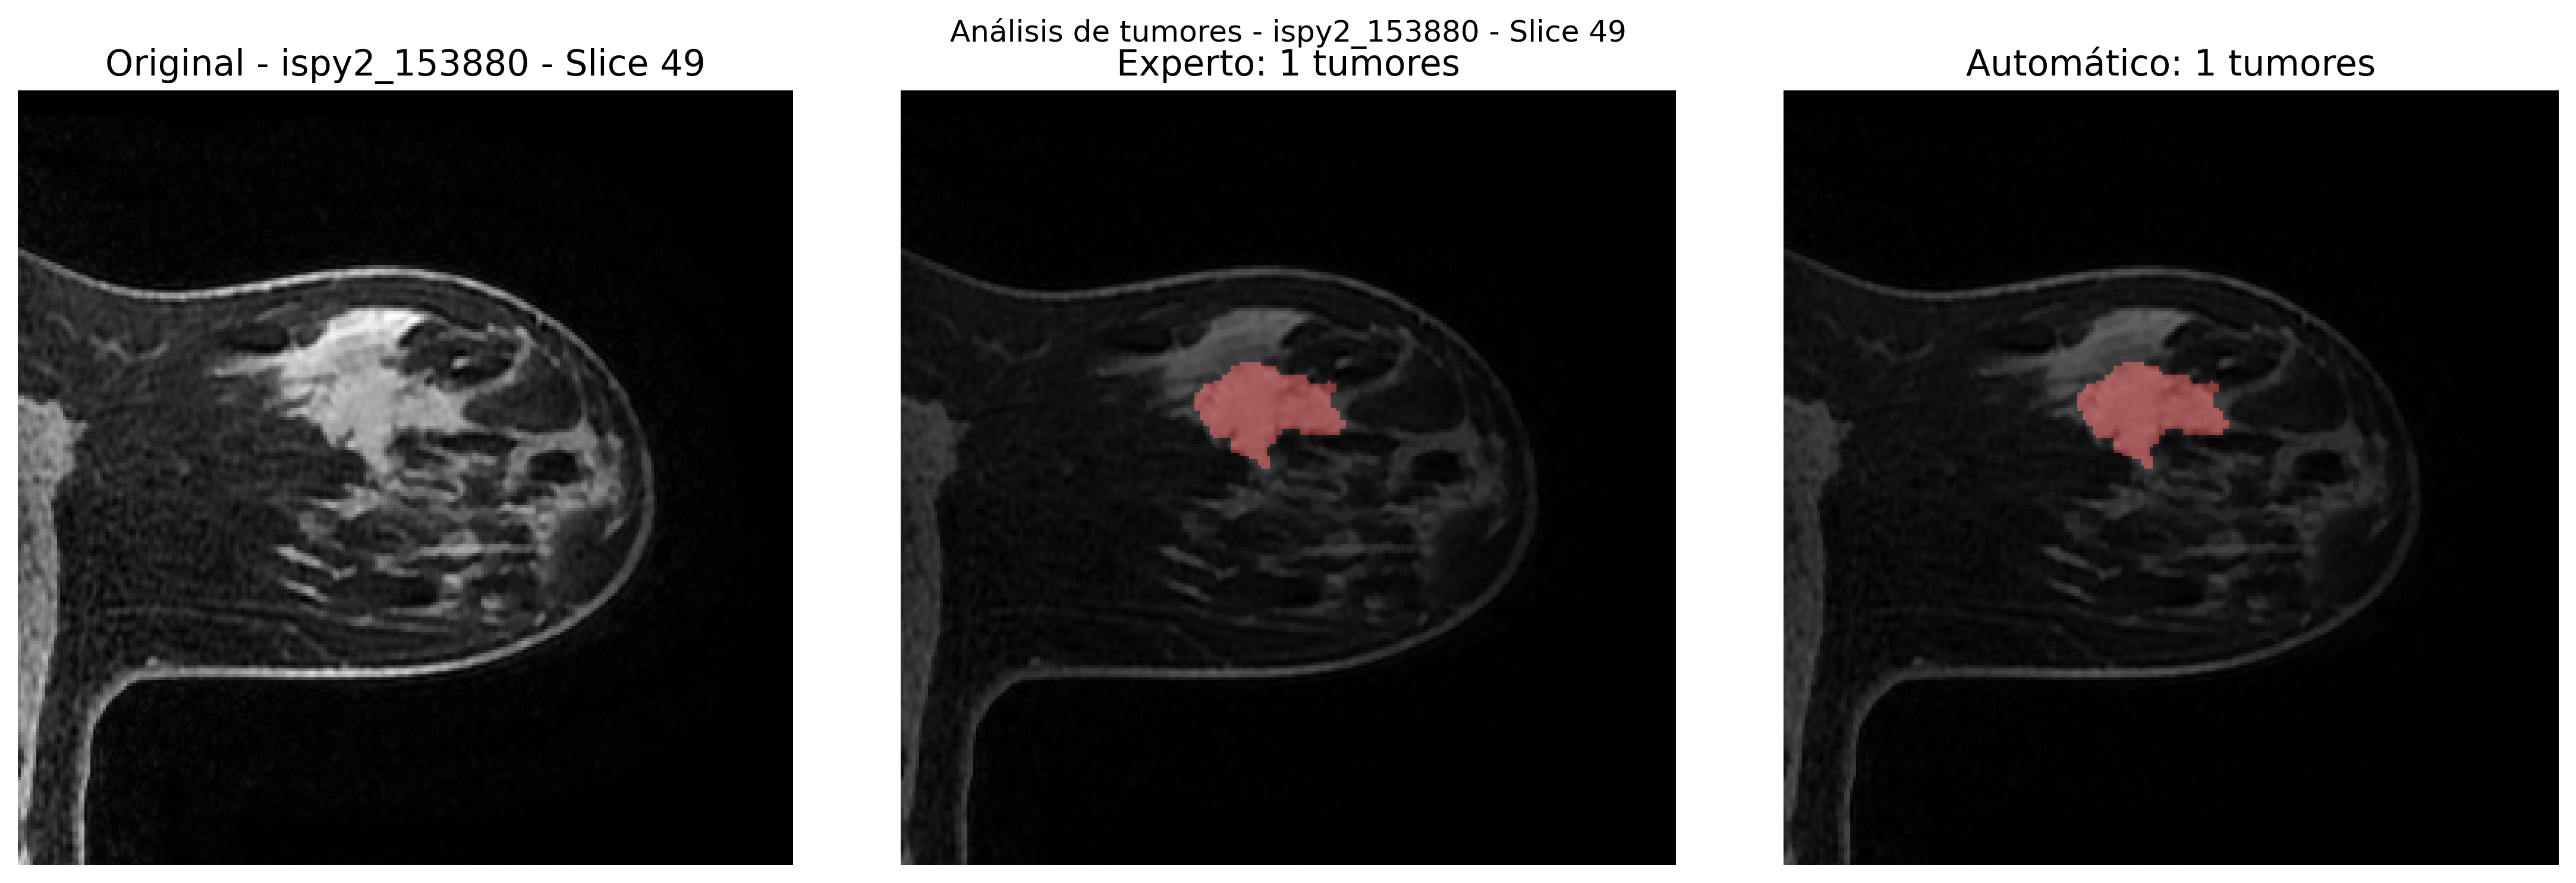 Análisis de tumores - ispy2_153880 - Slice 49
Original - ispy2_153880 - Slice 49
Experto: 1 tumores
Automático: 1 tumores